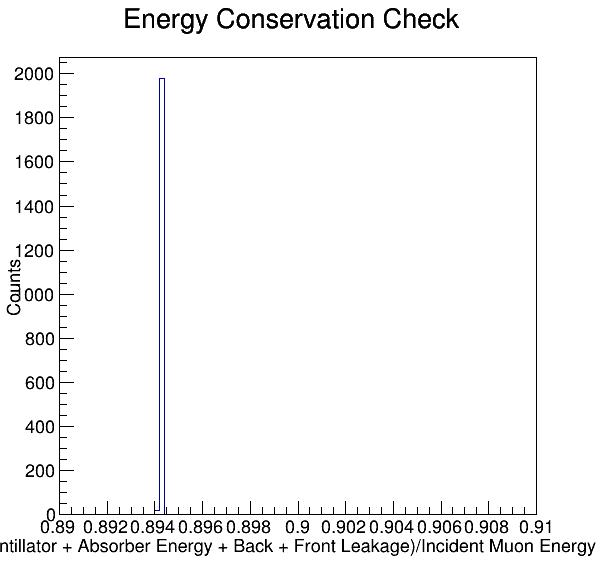 Energy Conservation Check
Counts
2000
1800
1600
1400
1200
1000
800
600
400
200
0
0.89 0.892 0.894 0.896 0.898 0.9 0.902 0.904 0.906 0.908 0.91
ntillator + Absorber Energy + Back + Front Leakage)/Incident Muon Energy